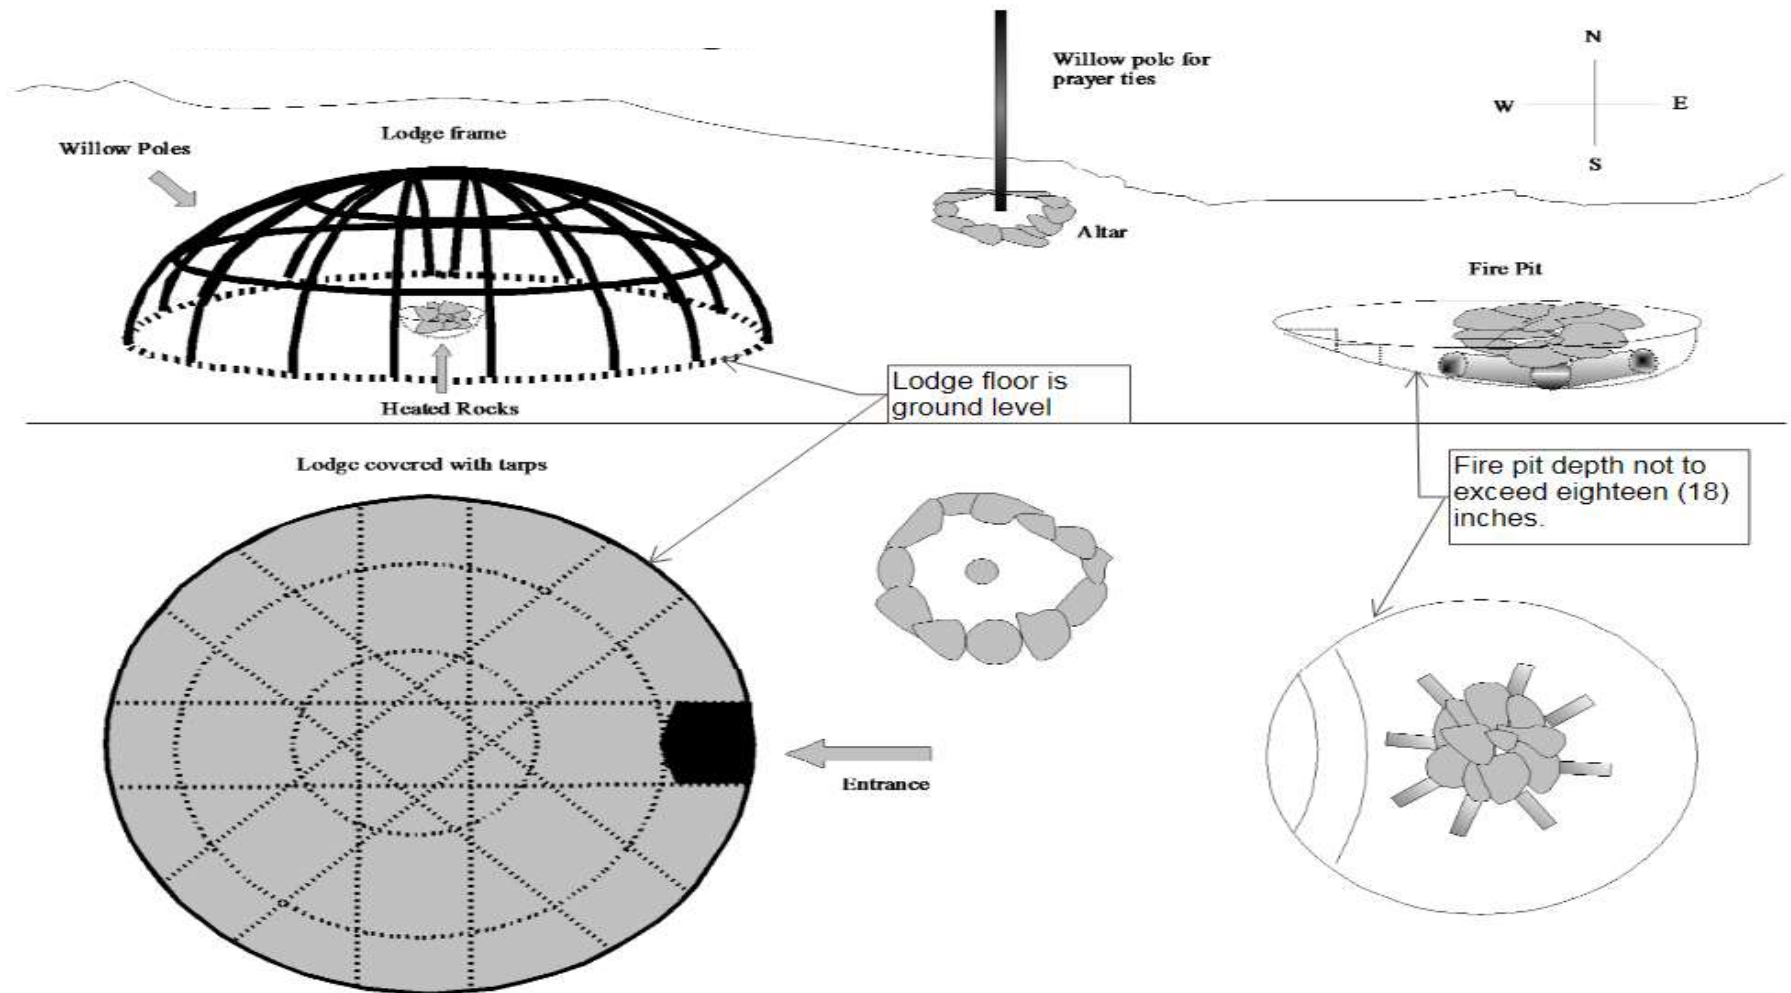 Willow pole for
prayer ties
N
W
E
S
Lodge frame
Willow Poles
Altar
Fire Pit
Heated Rocks
Lodge floor is
ground level
Lodge covered with tarps
Fire pit depth not to
exceed eighteen (18)
inches.
Entrance